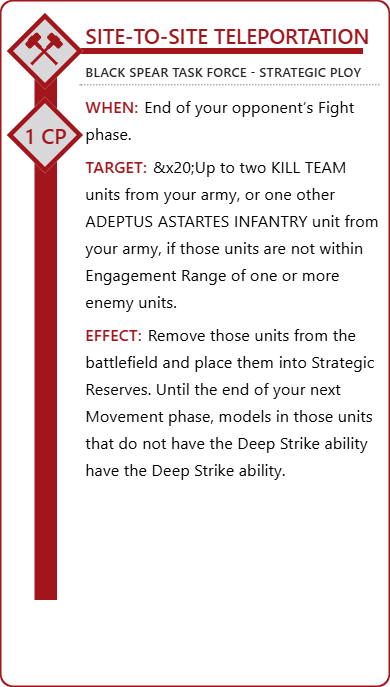 SITE-TO-SITE TELEPORTATION
BLACK SPEAR TASK FORCE - STRATEGIC PLOY
WHEN: End of your opponent's Fight
phase.
1 CP
TARGET: &x20;Up to two KILL TEAM
units from your army, or one other
ADEPTUS ASTARTES INFANTRY unit from
your army, if those units are not within
Engagement Range of one or more
enemy units.
EFFECT: Remove those units from the
battlefield and place them into Strategic
Reserves. Until the end of your next
Movement phase, models in those units
that do not have the Deep Strike ability
have the Deep Strike ability.